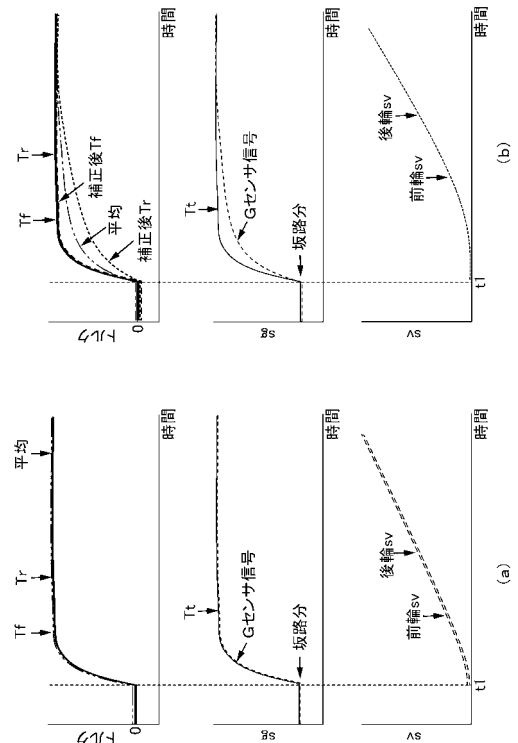 Tf
Tr
平均
トルク
0
時間
Tt
Gセンサ信号
坂路分
sg
時間
前輪sv
後輪sv
sv
t1
時間
(a)
Tf
Tr
補正後Tf
平均
補正後Tr
トルク
0
時間
Tt
Gセンサ信号
坂路分
sg
時間
前輪sv
後輪sv
sv
t1
時間
(b)